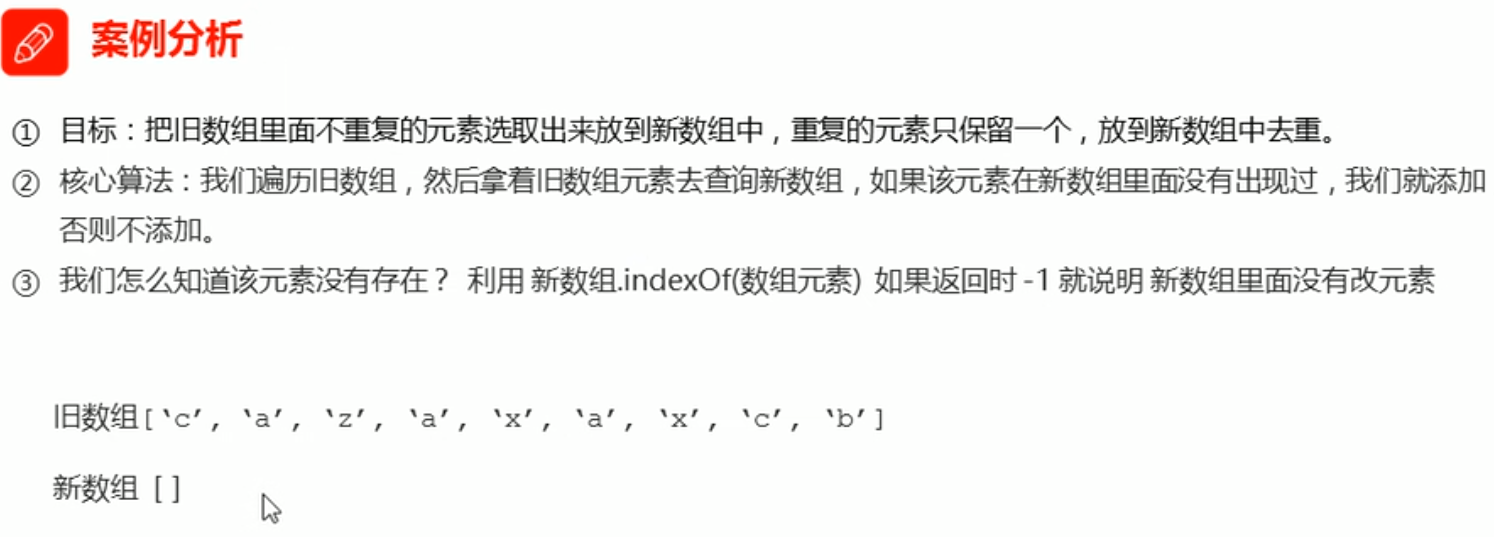 案例分析
① 目标：把旧数组里面不重复的元素选取出来放到新数组中，重复的元素只保留一个，放到新数组中去重。
② 核心算法：我们遍历旧数组，然后拿着旧数组元素去查询新数组，如果该元素在新数组里面没有出现过，我们就添加
否则不添加。
③ 我们怎么知道该元素没有存在？ 利用 新数组.indexOf(数组元素) 如果返回时 -1 就说明 新数组里面没有改元素
旧数组[‘c’, ‘a’, ‘z’, ‘a’, ‘x’, ‘a’, ‘x’, ‘c’, ‘b’]
新数组 []